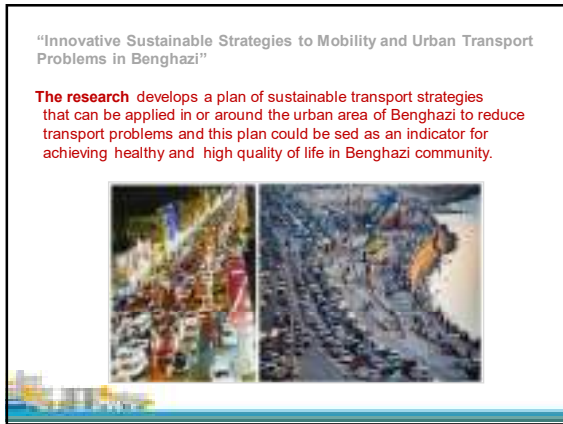 “Innovative Sustainable Strategies to Mobility and Urban Transport
Problems in Benghazi”
The research develops a plan of sustainable transport strategies
that can be applied in or around the urban area of Benghazi to reduce
transport problems and this plan could be sed as an indicator for
achieving healthy and high quality of life in Benghazi community.